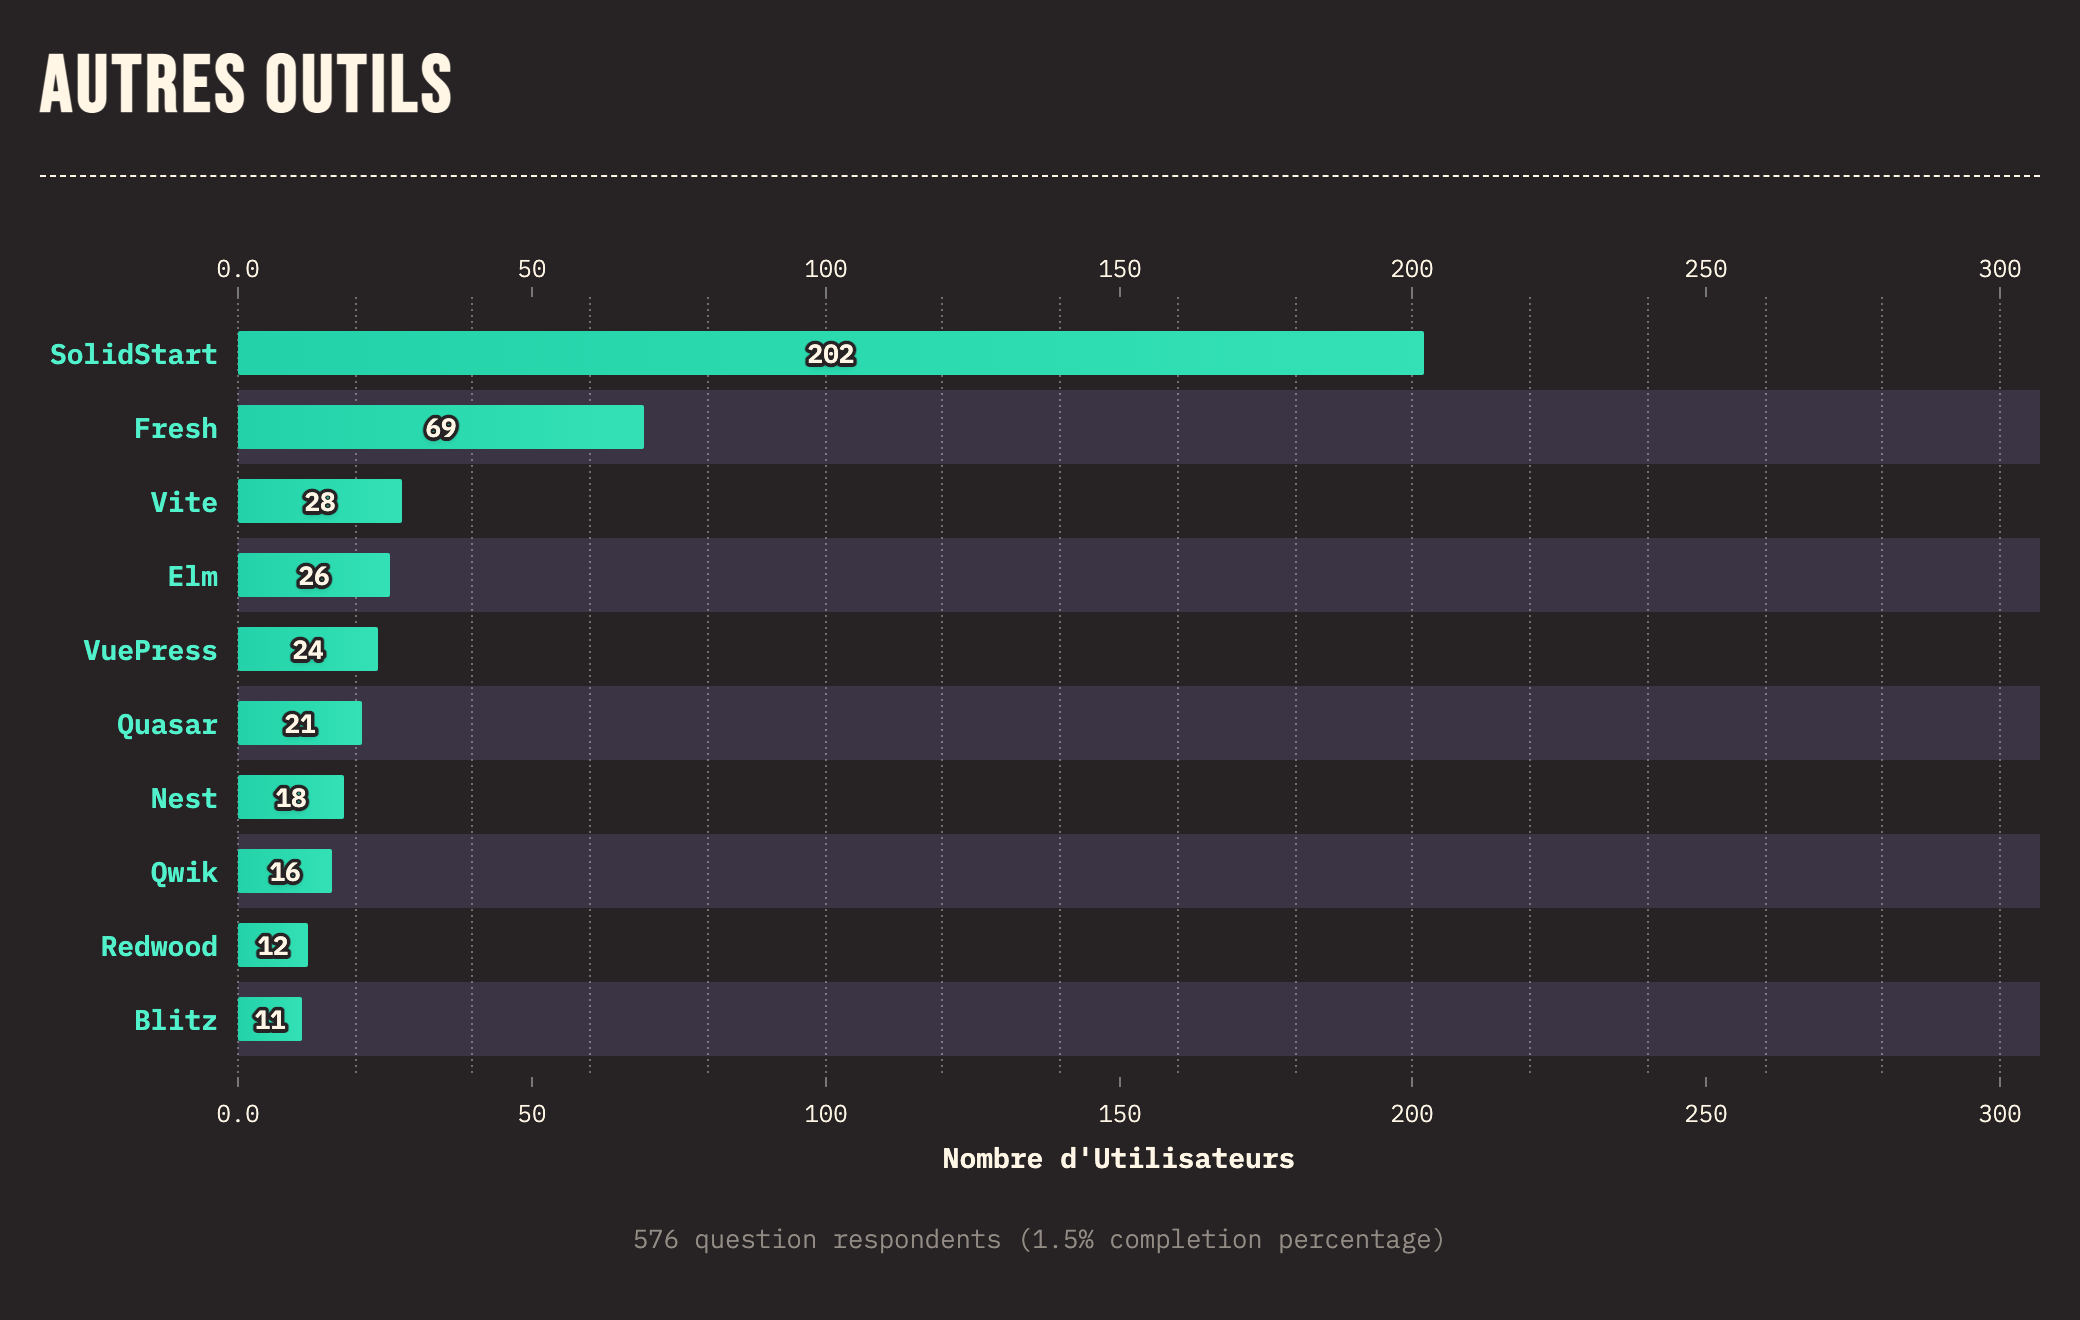 AUTRES OUTILS
0.0 50 100 150 200 250 300
SolidStart 202
Fresh 69
Vite 28
Elm 26
VuePress 24
Quasar 21
Nest 18
Qwik 16
Redwood 12
Blitz 11
0.0 50 100 150 200 250 300
Nombre d'Utilisateurs
576 question respondents (1.5% completion percentage)